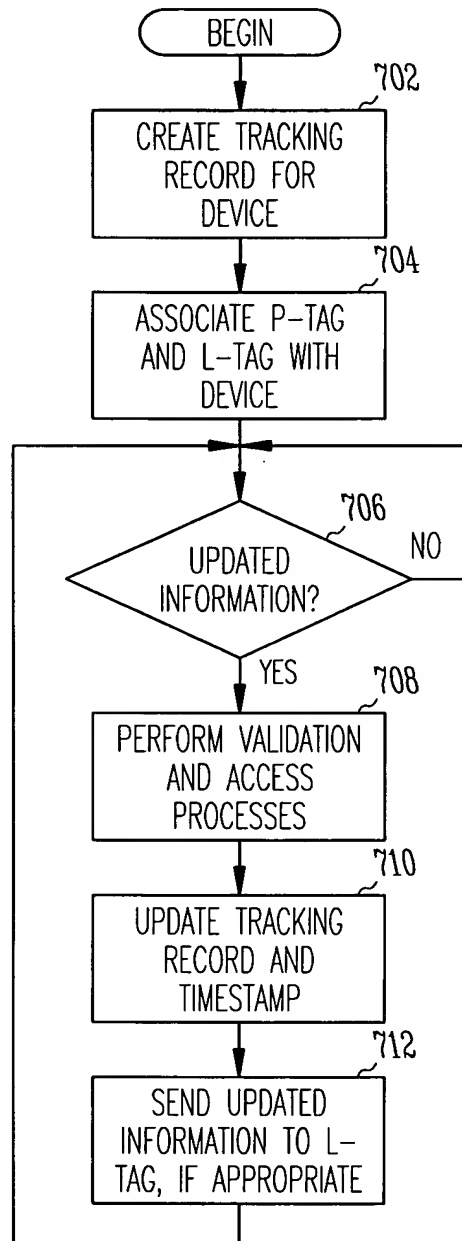 BEGIN
702
CREATE TRACKING
RECORD FOR
DEVICE
704
ASSOCIATE P-TAG
AND L-TAG WITH
DEVICE
706
UPDATED
INFORMATION?
NO
YES
708
PERFORM VALIDATION
AND ACCESS
PROCESSES
710
UPDATE TRACKING
RECORD AND
TIMESTAMP
712
SEND UPDATED
INFORMATION TO L-
TAG, IF APPROPRIATE